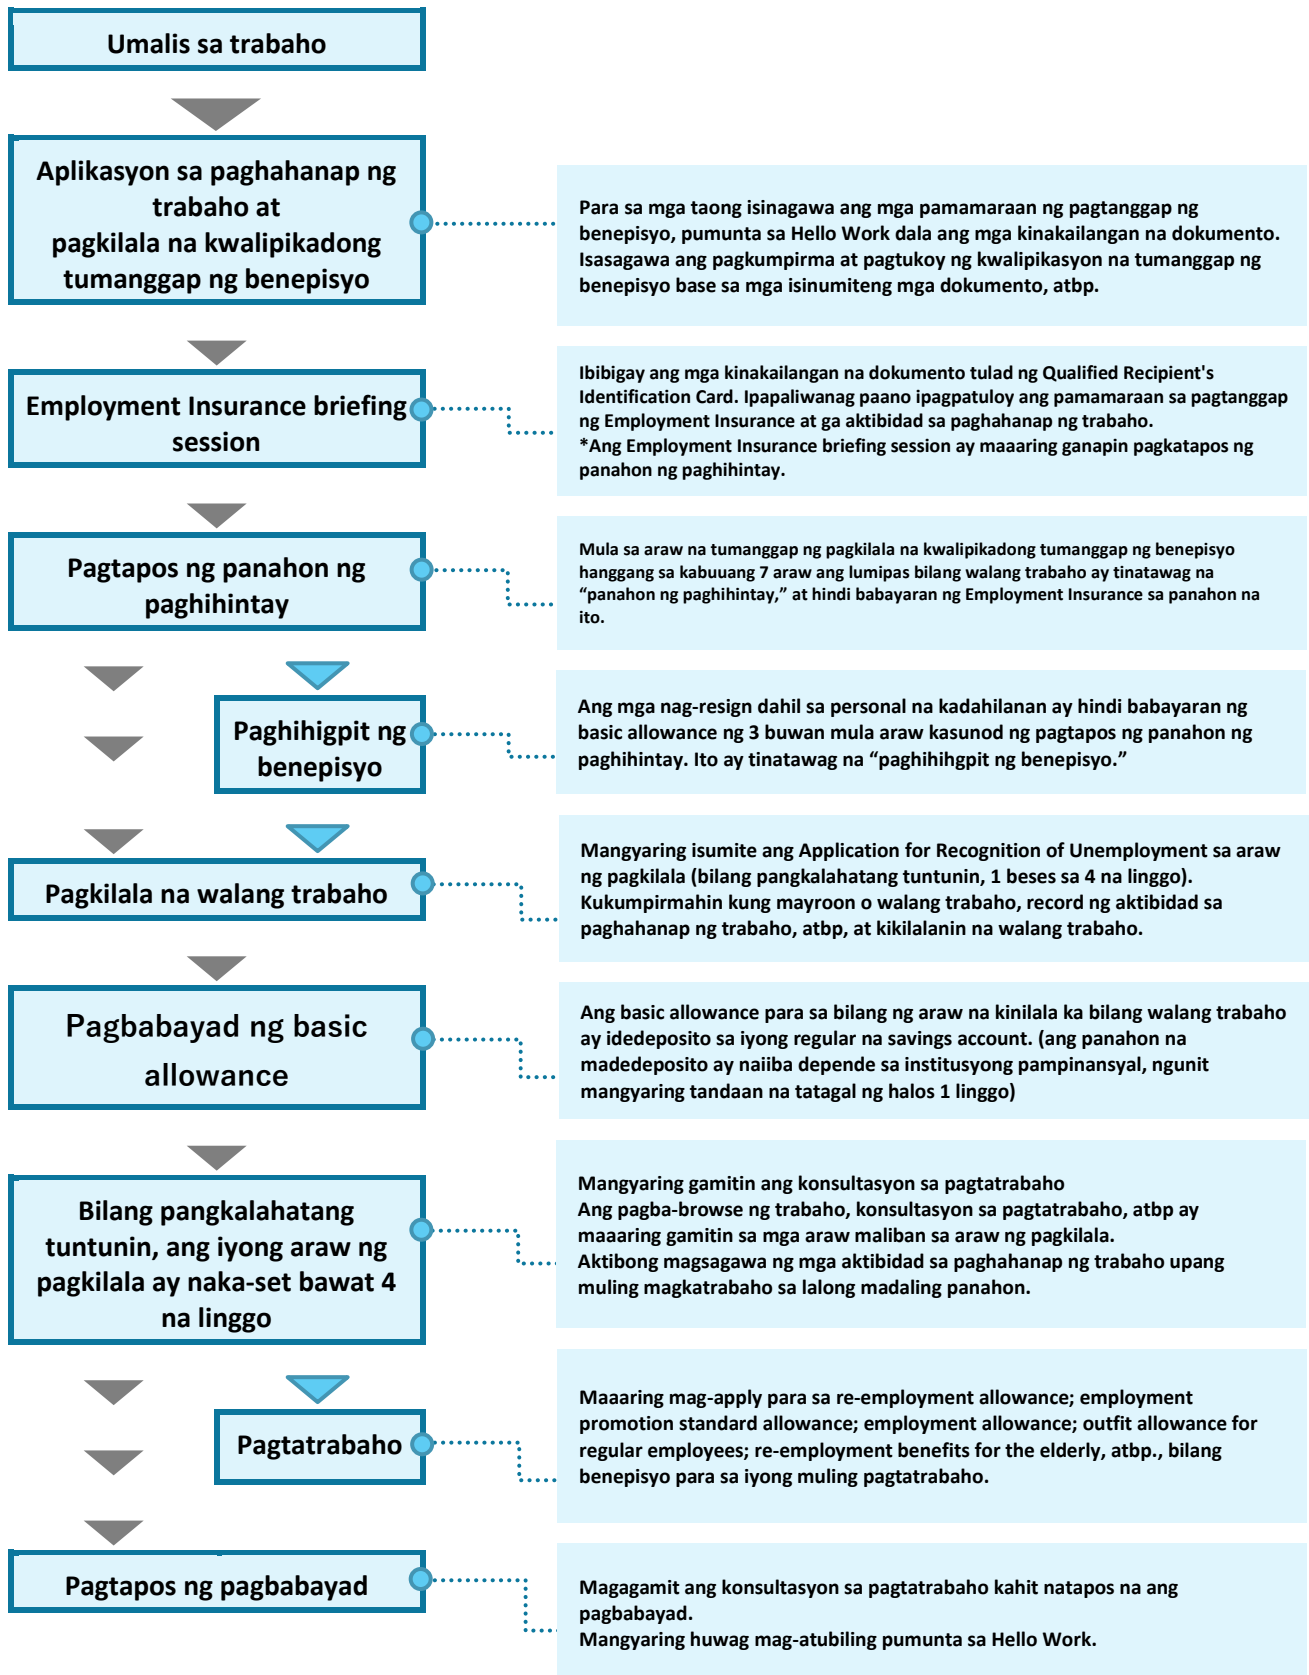 Umalis sa trabaho
Aplikasyon sa paghahanap ng
trabaho at
pagkilala na kwalipikadong
tumanggap ng benepisyo
Para sa mga taong isinagawa ang mga pamamaraan ng pagtanggap ng
benepisyo, pumunta sa Hello Work dala ang mga kinakailangan na dokumento.
Isasagawa ang pagkumpirma at pagtukoy ng kwalipikasyon na tumanggap ng
benepisyo base sa mga isinumiteng mga dokumento, atbp.
Employment Insurance briefing
session
Ibibigay ang mga kinakailangan na dokumento tulad ng Qualified Recipient's
Identification Card. Ipapaliwanag paano ipagpatuloy ang pamamaraan sa pagtanggap
ng Employment Insurance at ga aktibidad sa paghahanap ng trabaho.
*Ang Employment Insurance briefing session ay maaaring ganapin pagkatapos ng
panahon ng paghihintay.
Pagtapos ng panahon ng
paghihintay
Mula sa araw na tumanggap ng pagkilala na kwalipikadong tumanggap ng benepisyo
hanggang sa kabuuang 7 araw ang lumipas bilang walang trabaho ay tinatawag na
“panahon ng paghihintay,” at hindi babayaran ng Employment Insurance sa panahon na
ito.
Paghihigpit ng
benepisyo
Ang mga nag-resign dahil sa personal na kadahilanan ay hindi babayaran ng
basic allowance ng 3 buwan mula araw kasunod ng pagtapos ng panahon ng
paghihintay. Ito ay tinatawag na “paghihihgpit ng benepisyo.”
Pagkilala na walang trabaho
Mangyaring isumite ang Application for Recognition of Unemployment sa araw
ng pagkilala (bilang pangkalahatang tuntunin, 1 beses sa 4 na linggo).
Kukumpirmahin kung mayroon o walang trabaho, record ng aktibidad sa
paghahanap ng trabaho, atbp, at kikilalanin na walang trabaho.
Pagbabayad ng basic
allowance
Ang basic allowance para sa bilang ng araw na kinilala ka bilang walang trabaho
ay idedeposito sa iyong regular na savings account. (ang panahon na
madedeposito ay naiiba depende sa institusyong pampinansyal, ngunit
mangyaring tandaan na tatagal ng halos 1 linggo)
Bilang pangkalahatang
tuntunin, ang iyong araw ng
pagkilala ay naka-set bawat 4
na linggo
Mangyaring gamitin ang konsultasyon sa pagtatrabaho
Ang pagba-browse ng trabaho, konsultasyon sa pagtatrabaho, atbp ay
maaaring gamitin sa mga araw maliban sa araw ng pagkilala.
Aktibong magsagawa ng mga aktibidad sa paghahanap ng trabaho upang
muling magkatrabaho sa lalong madaling panahon.
Pagtatrabaho
Maaaring mag-apply para sa re-employment allowance; employment
promotion standard allowance; employment allowance; outfit allowance for
regular employees; re-employment benefits for the elderly, atbp., bilang
benepisyo para sa iyong muling pagtatrabaho.
Pagtapos ng pagbabayad
Magagamit ang konsultasyon sa pagtatrabaho kahit natapos na ang
pagbabayad.
Mangyaring huwag mag-atubiling pumunta sa Hello Work.